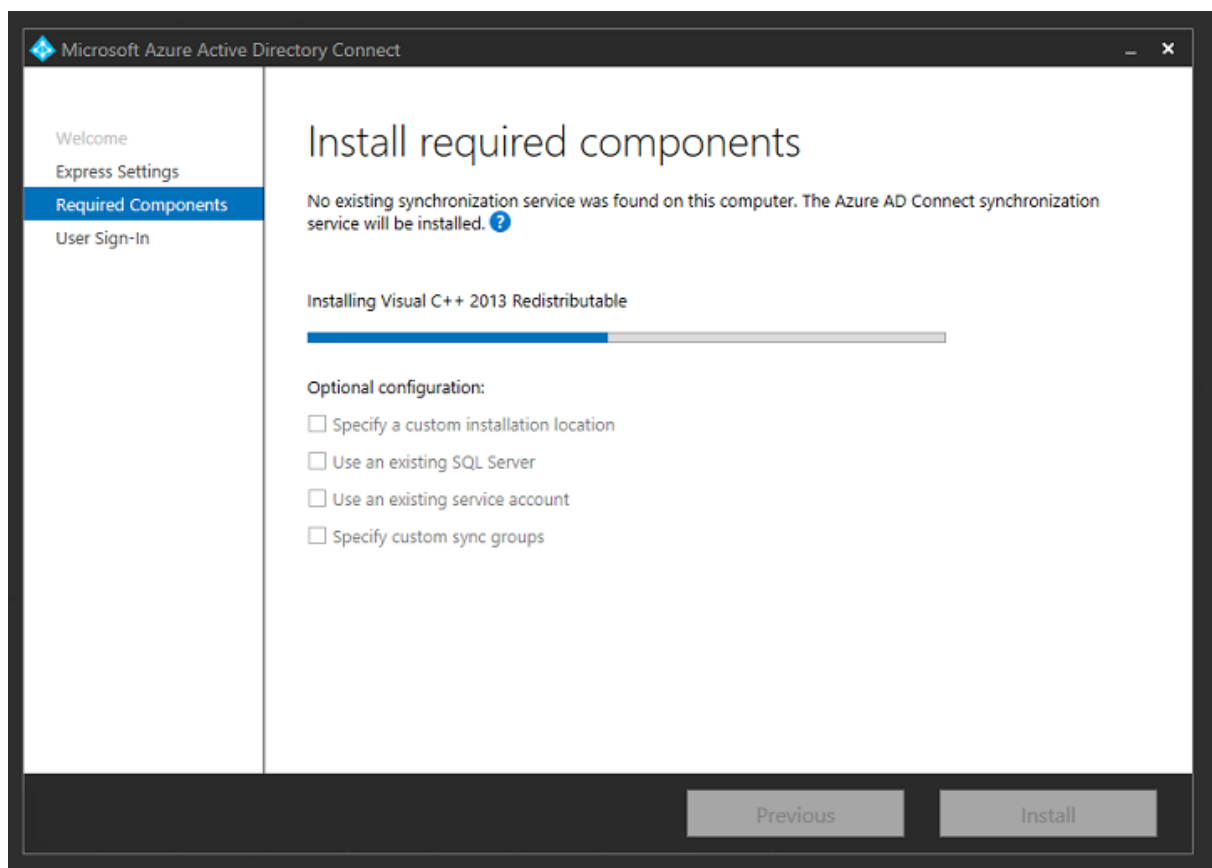 Microsoft Azure Active Directory Connect
Welcome
Express Settings
Required Components
User Sign-In
Install required components
No existing synchronization service was found on this computer. The Azure AD Connect synchronization
service will be installed. ?
Installing Visual C++ 2013 Redistributable
Optional configuration:
Specify a custom installation location
Use an existing SQL Server
Use an existing service account
Specify custom sync groups
Previous
Install